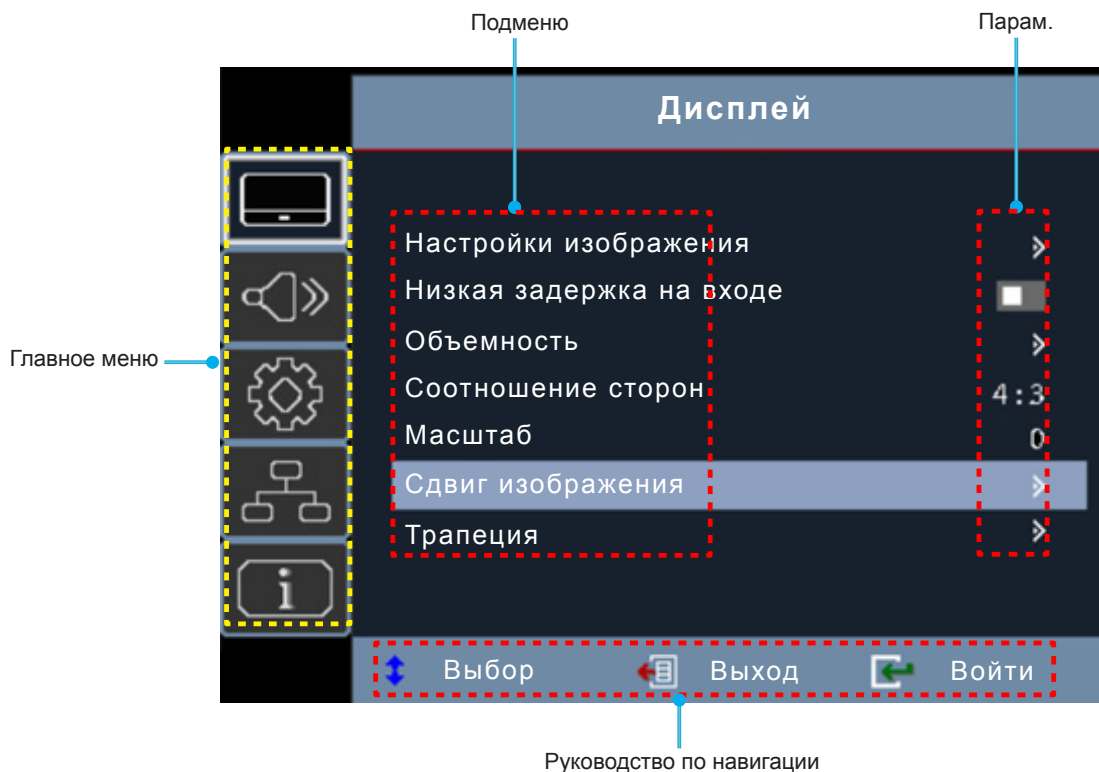 Подменю
Парам.
Дисплей
Настройки изображения
Низкая задержка на входе
Объемность
Соотношение сторон 4:3
Масштаб 0
Сдвиг изображения
Трапеция
Главное меню
i
Выбор Выход Войти
Руководство по навигации